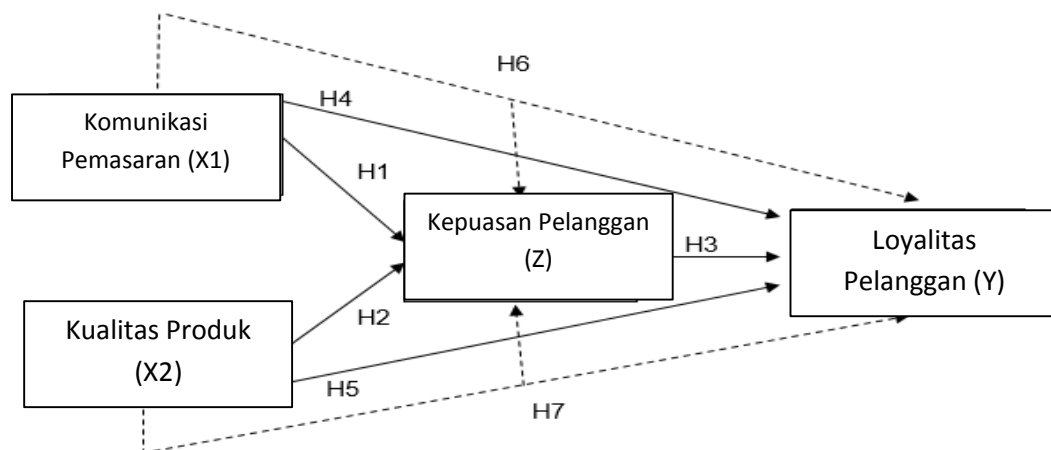 H6
H4
Komunikasi
Pemasaran (X1)
H1
Kepuasan Pelanggan
(Z)
H3
Loyalitas
Pelanggan (Y)
H2
Kualitas Produk
(X2)
H5
H7